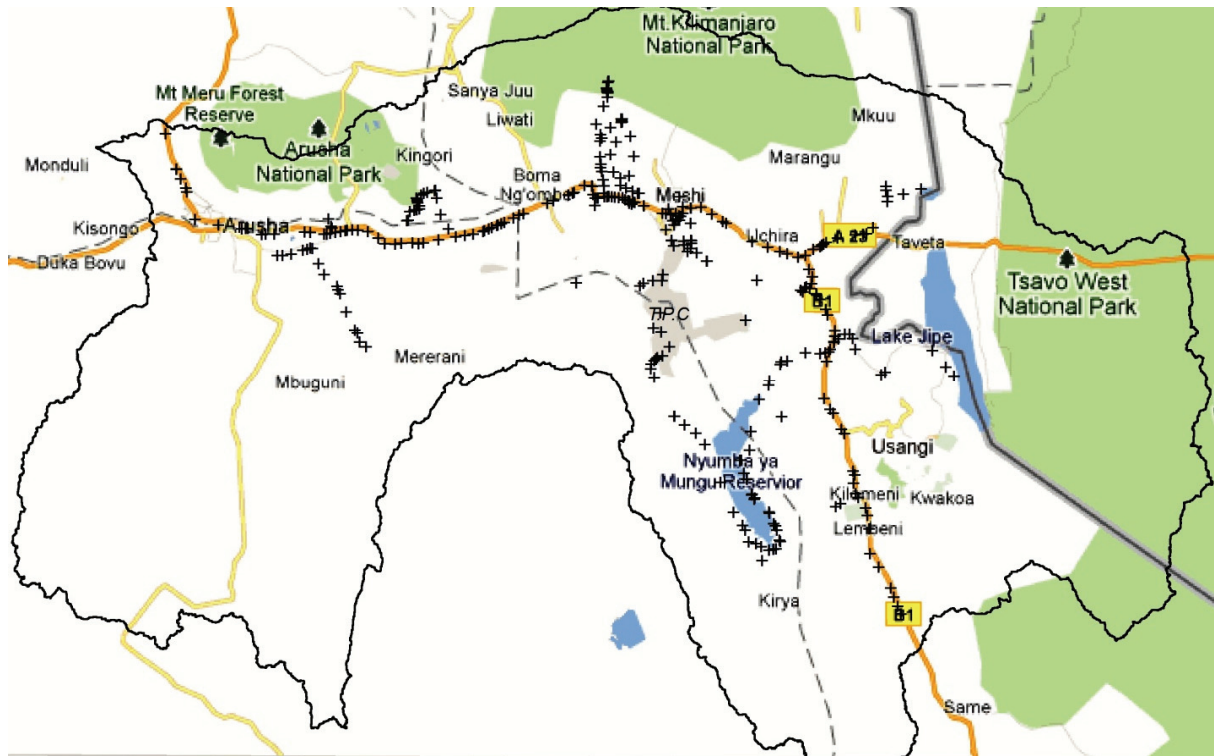 Mt.Kilimanjaro
National Park
Mt Meru Forest
Reserve
Sanya Juu
Liwati
Mkuu
Arusha
National Park
Kingori
Marangu
Monduli
Boma
Ng'ombe
Moshi
Kisongo
Arusha
Uchira
A 23
Taveta
Duka Bovu
Tsavo West
National Park
T.P.C
B1
Lake Jipe
Mererani
Mbuguni
Usangi
Nyumba ya
Mungu Reservior
Kilomeni
Kwakoa
Lembeni
Kirya
B1
Same